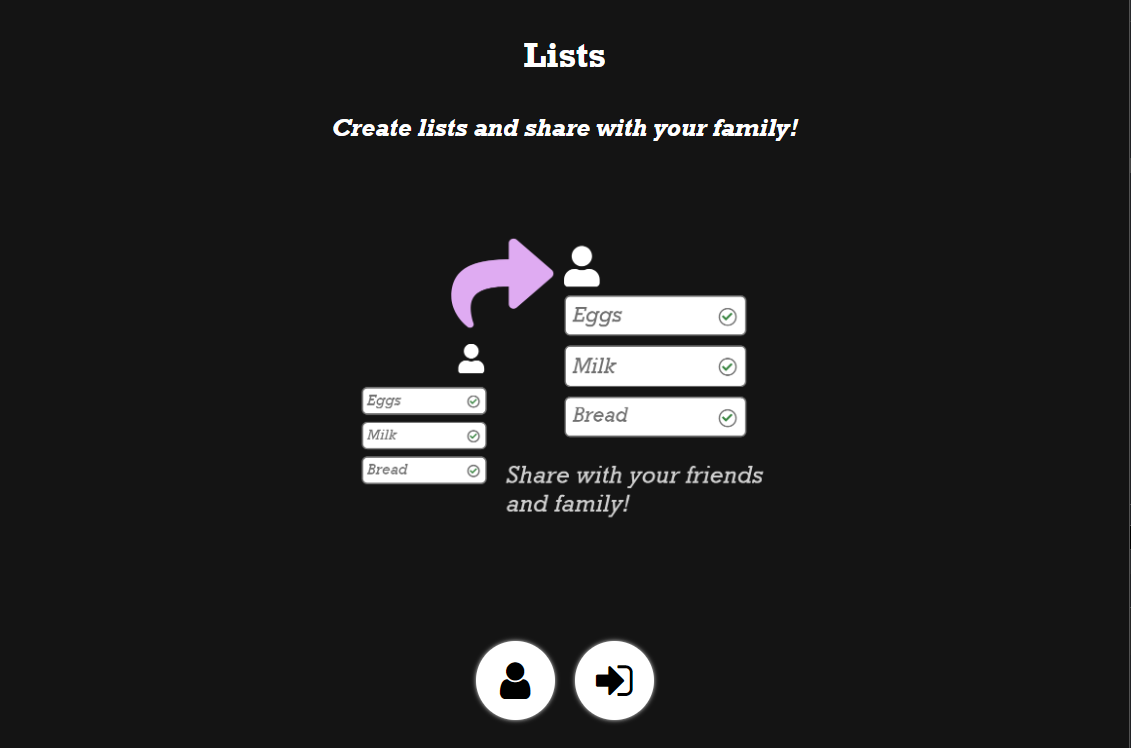 Lists
Create lists and share with your family!
Eggs
Milk
Bread
Eggs
Milk
Bread
Share with your friends
and family!